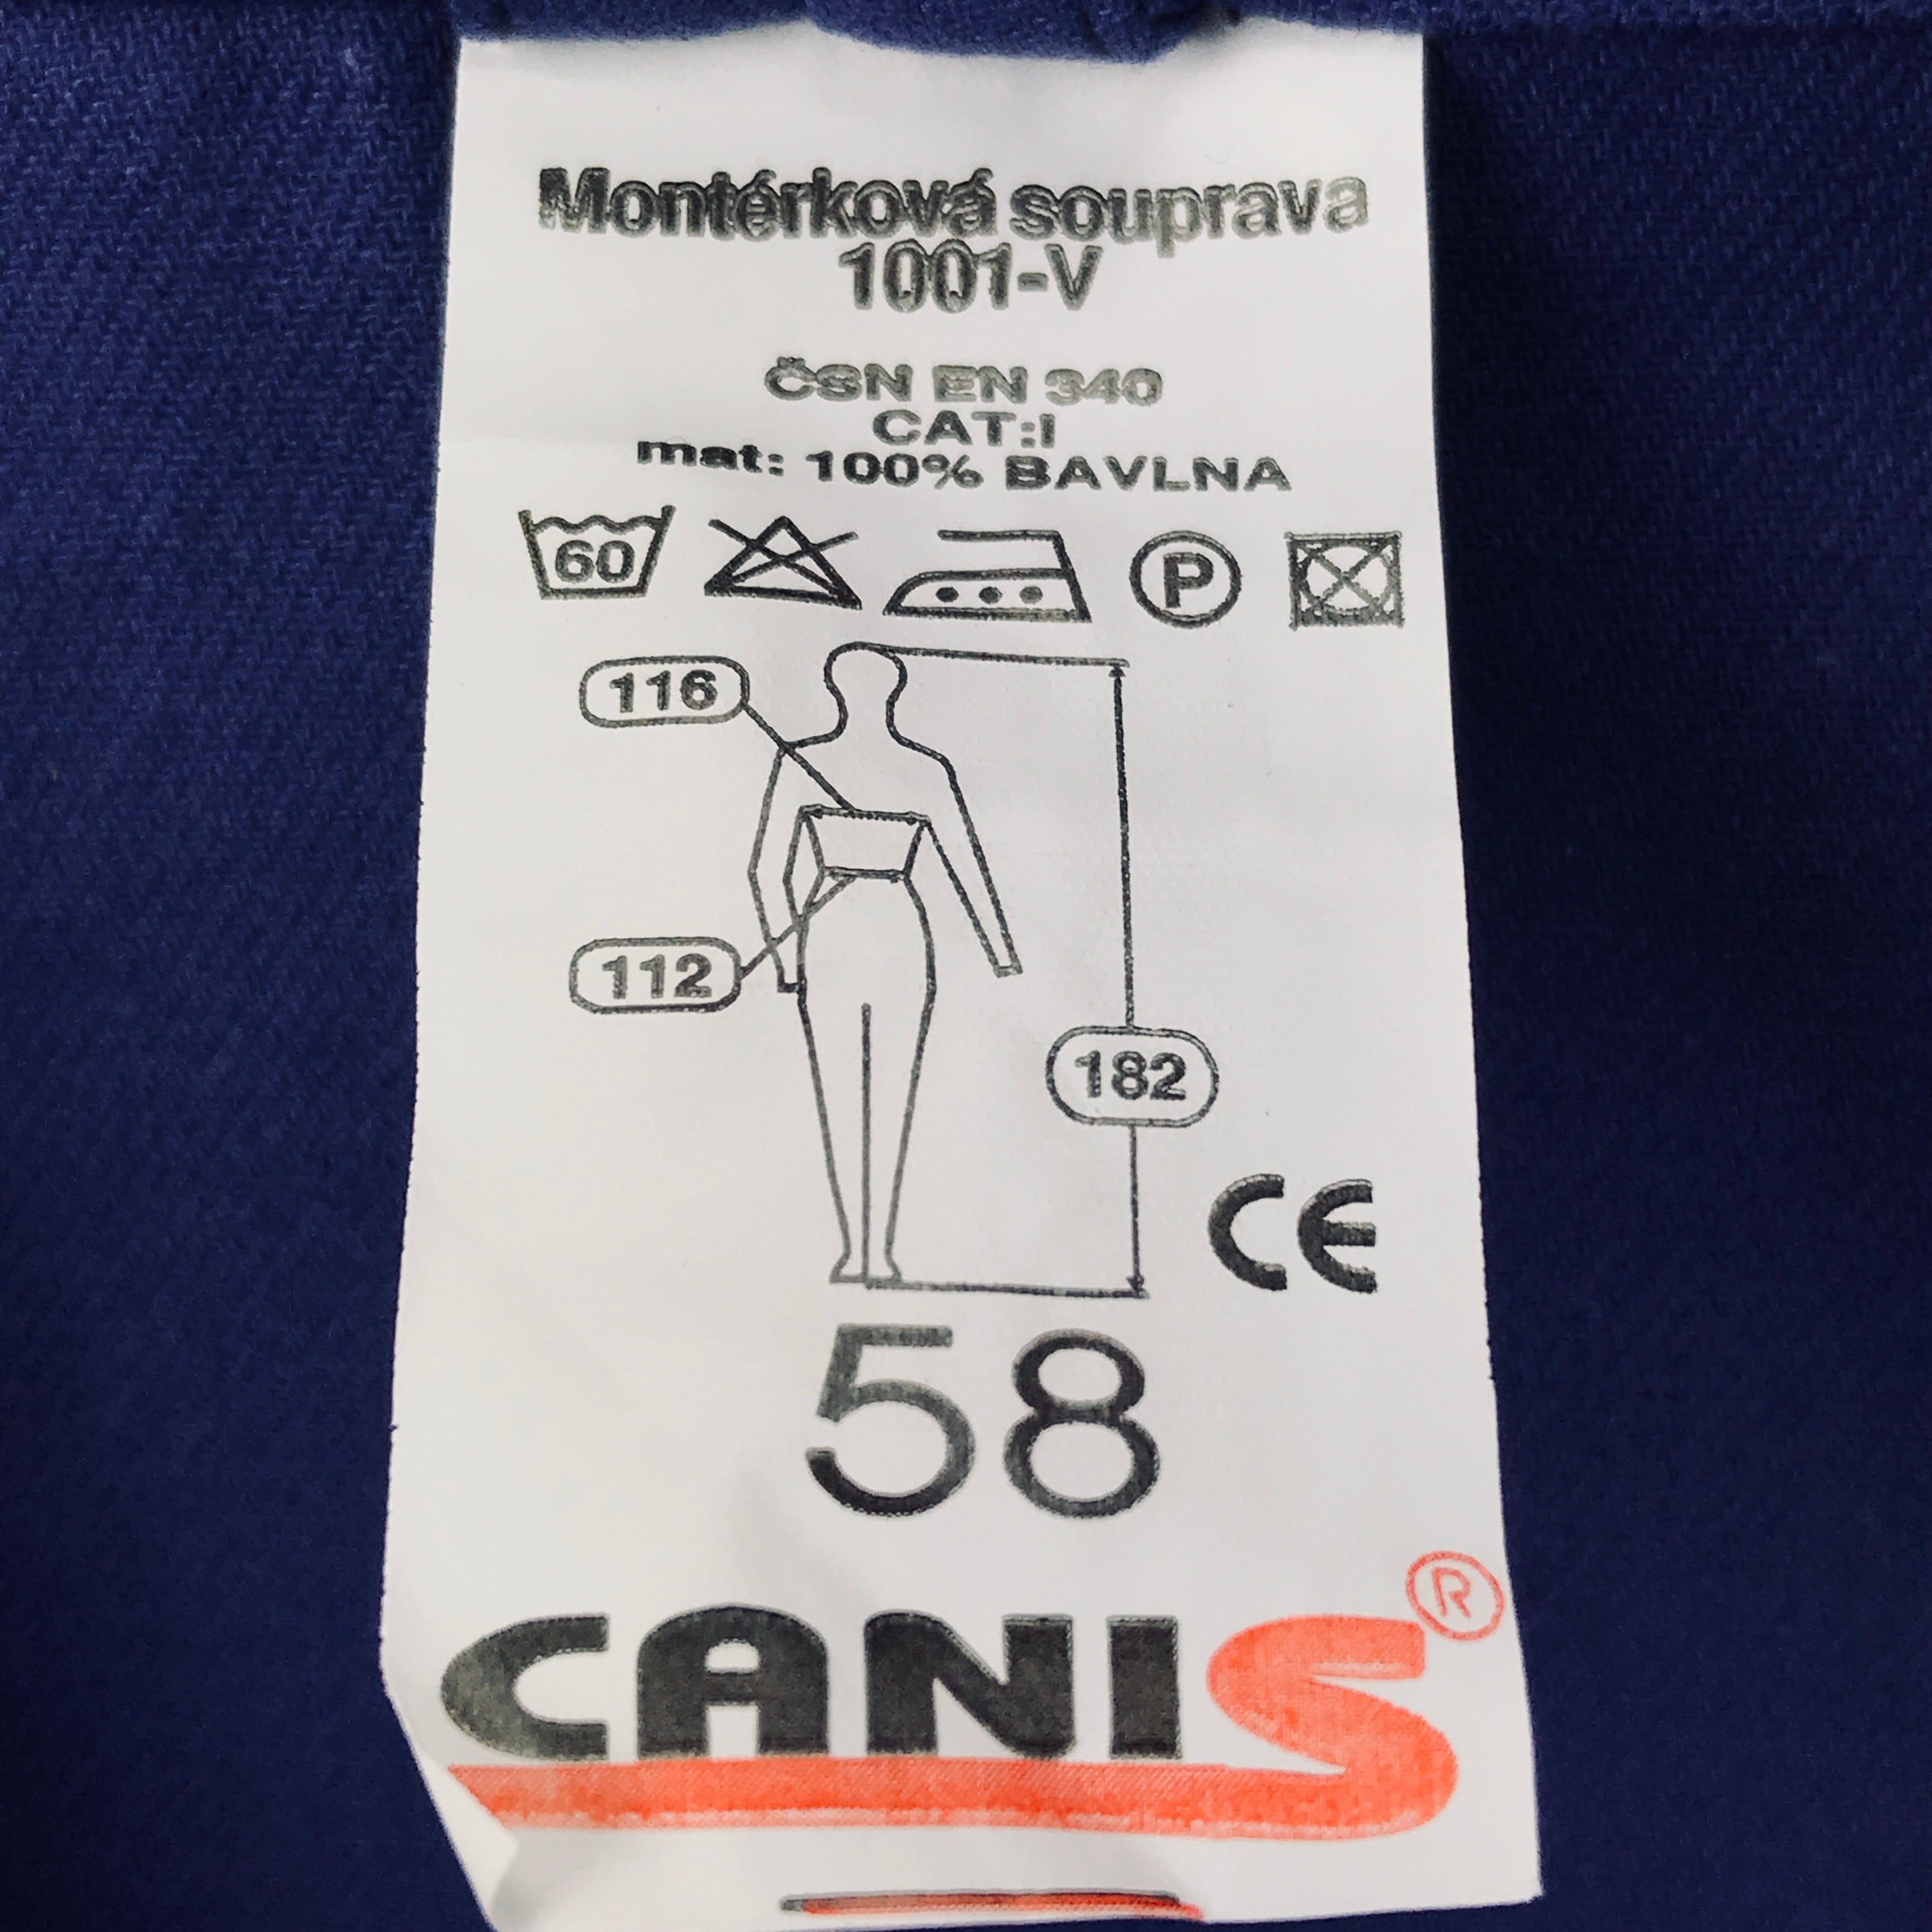 Montérková souprava
1001-V
ČSN EN 340
CAT:I
mat: 100% BAVLNA
60
P
116
112
182
CE
58
CANIS®